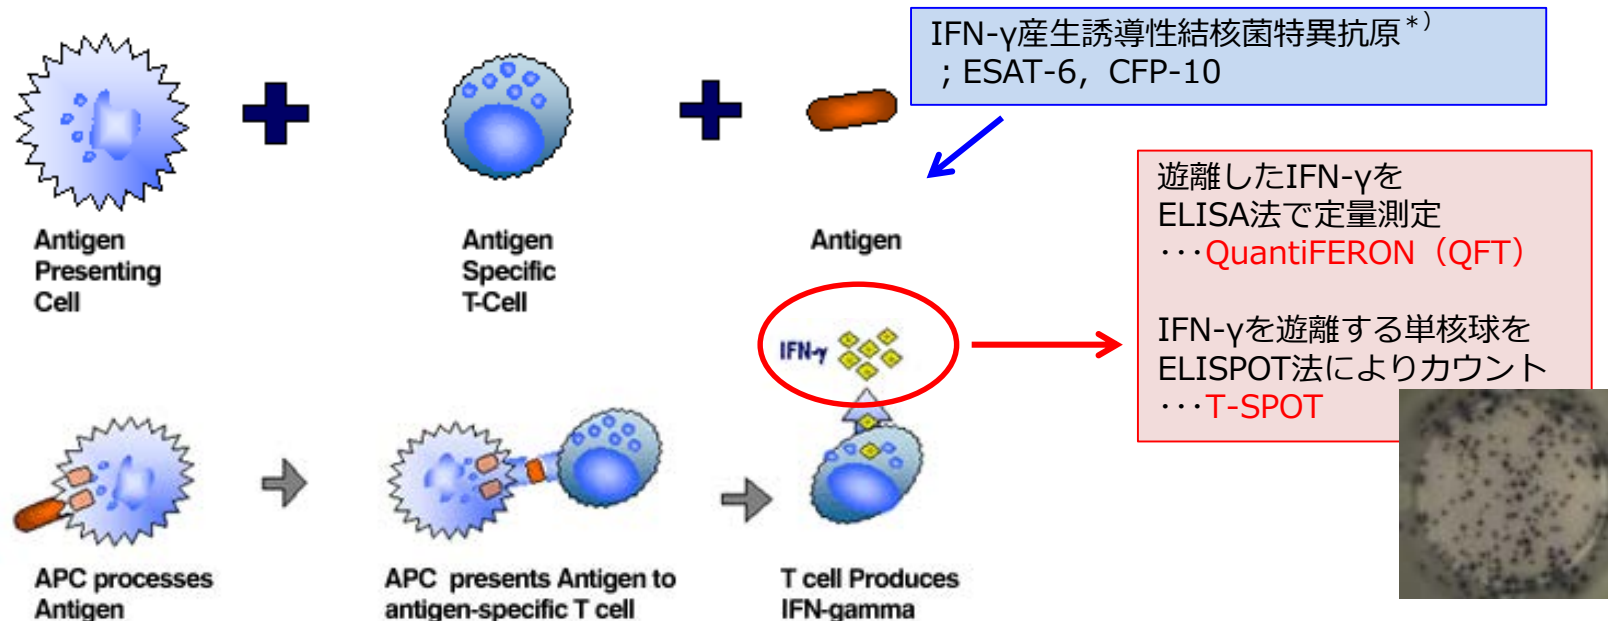 IFN-γ産生誘導性結核菌特異抗原*)
；ESAT-6，CFP-10
Antigen
Presenting
Cell
Antigen
Specific
T-Cell
Antigen
遊離したIFN-γを
ELISA法で定量測定
･･･QuantiFERON（QFT）
IFN-γを遊離する単核球を
ELISPOT法によりカウント
･･･T-SPOT
IFN-γ
APC processes
Antigen
APC presents Antigen to
antigen-specific T cell
T cell Produces
IFN-gamma